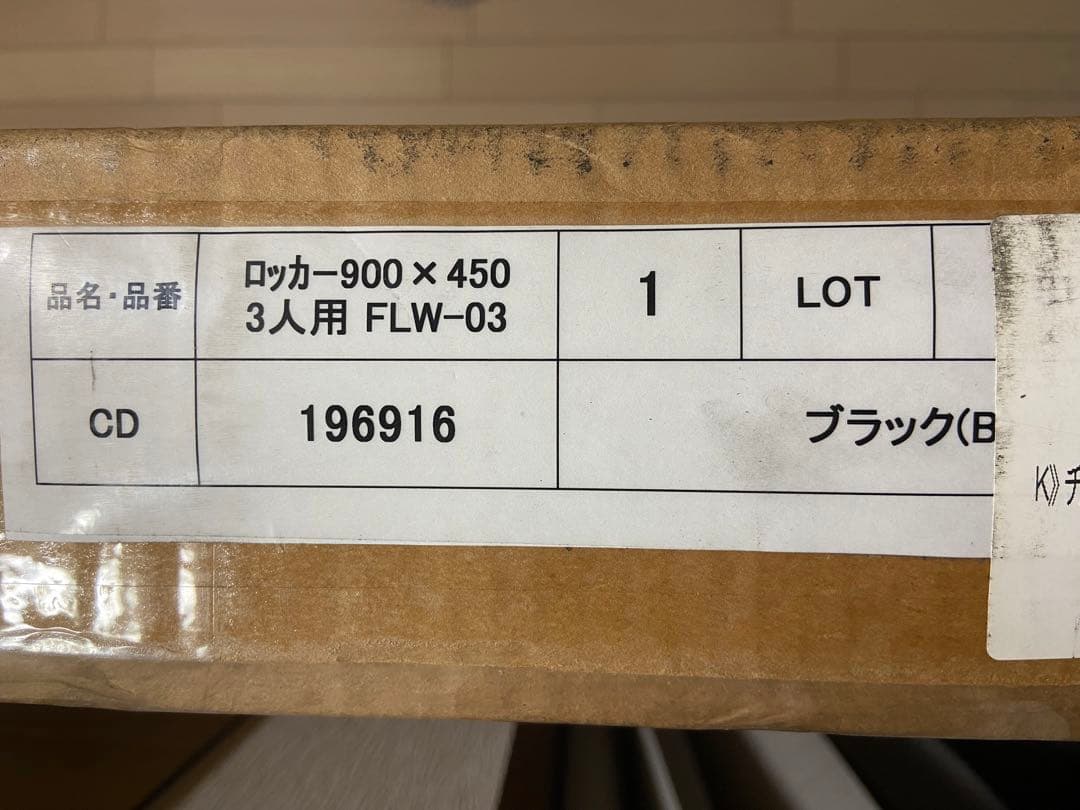 品名・品番
ロッカー900×450
3人用 FLW-03
1
LOT
CD
196916
ブラック(B
K》チ